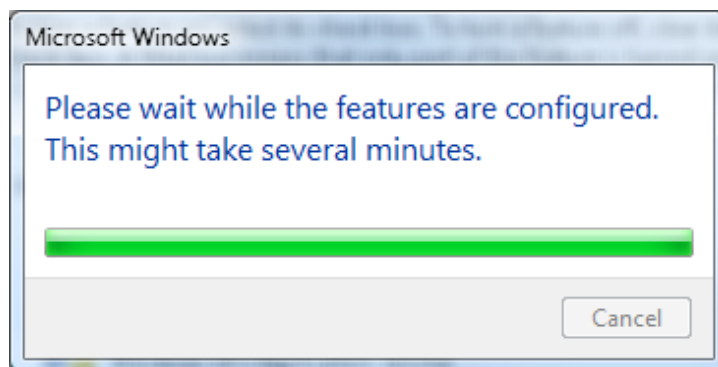 Microsoft Windows
Please wait while the features are configured.
This might take several minutes.
Cancel